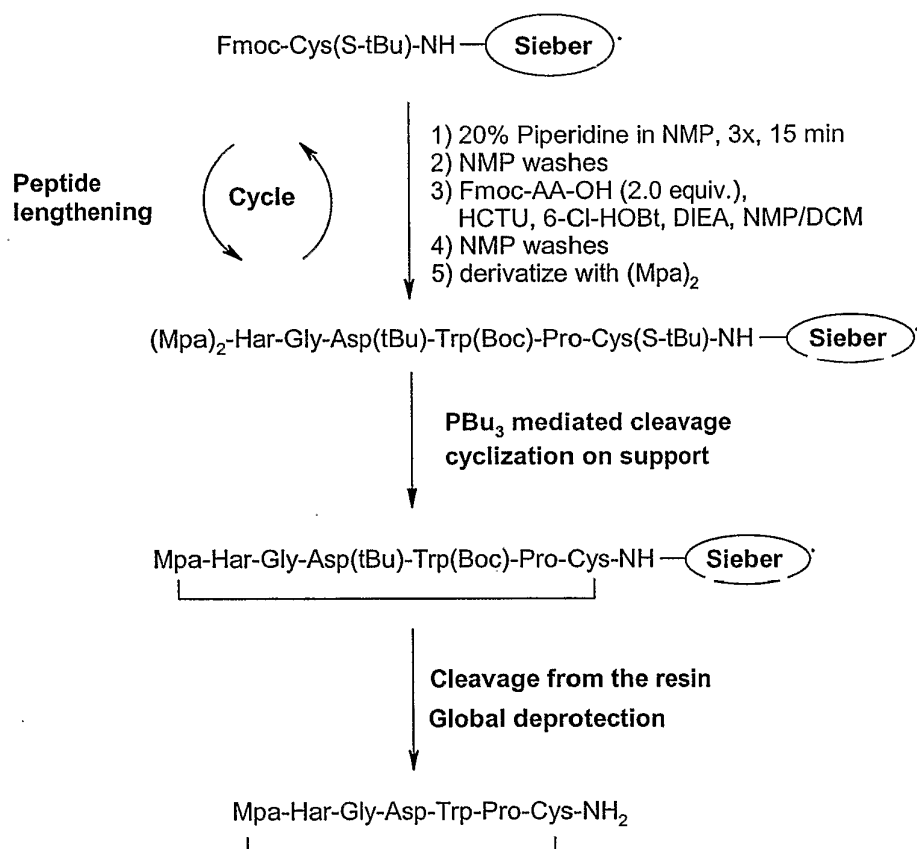 Fmoc-Cys(S-tBu)-NH Sieber
1) 20% Piperidine in NMP, 3x, 15 min
2) NMP washes
3) Fmoc-AA-OH (2.0 equiv.),
HCTU, 6-Cl-HOBt, DIEA, NMP/DCM
4) NMP washes
5) derivatize with (Mpa)₂
Peptide
lengthening
Cycle
(Mpa)₂-Har-Gly-Asp(tBu)-Trp(Boc)-Pro-Cys(S-tBu)-NH Sieber
PBu₃ mediated cleavage
cyclization on support
Mpa-Har-Gly-Asp(tBu)-Trp(Boc)-Pro-Cys-NH Sieber
Cleavage from the resin
Global deprotection
Mpa-Har-Gly-Asp-Trp-Pro-Cys-NH₂